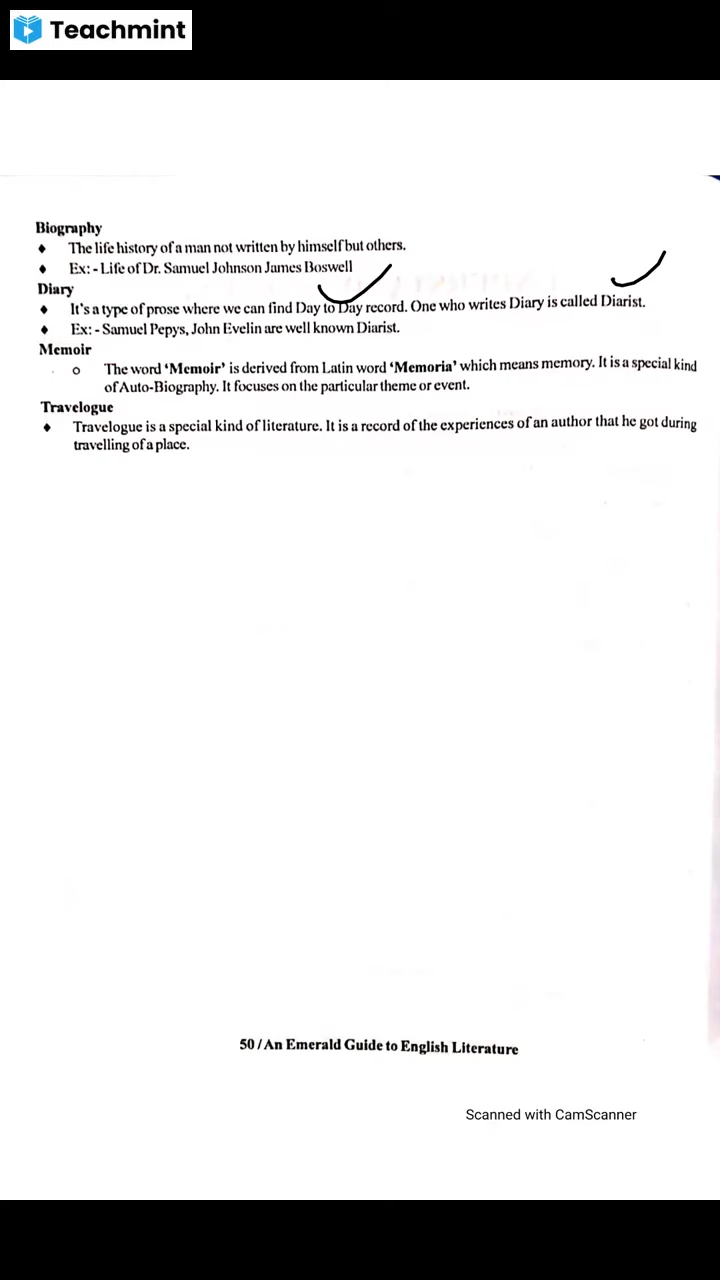 Teachmint
Biography
♦ The life history of a man not written by himself but others.
♦ Ex: - Life of Dr. Samuel Johnson James Boswell
Diary
♦ It's a type of prose where we can find Day to Day record. One who writes Diary is called Diarist.
♦ Ex: - Samuel Pepys, John Evelin are well known Diarist.
Memoir
o The word 'Memoir' is derived from Latin word 'Memoria' which means memory. It is a special kind
of Auto-Biography. It focuses on the particular theme or event.
Travelogue
♦ Travelogue is a special kind of literature. It is a record of the experiences of an author that he got during
travelling of a place.
50 / An Emerald Guide to English Literature
Scanned with CamScanner